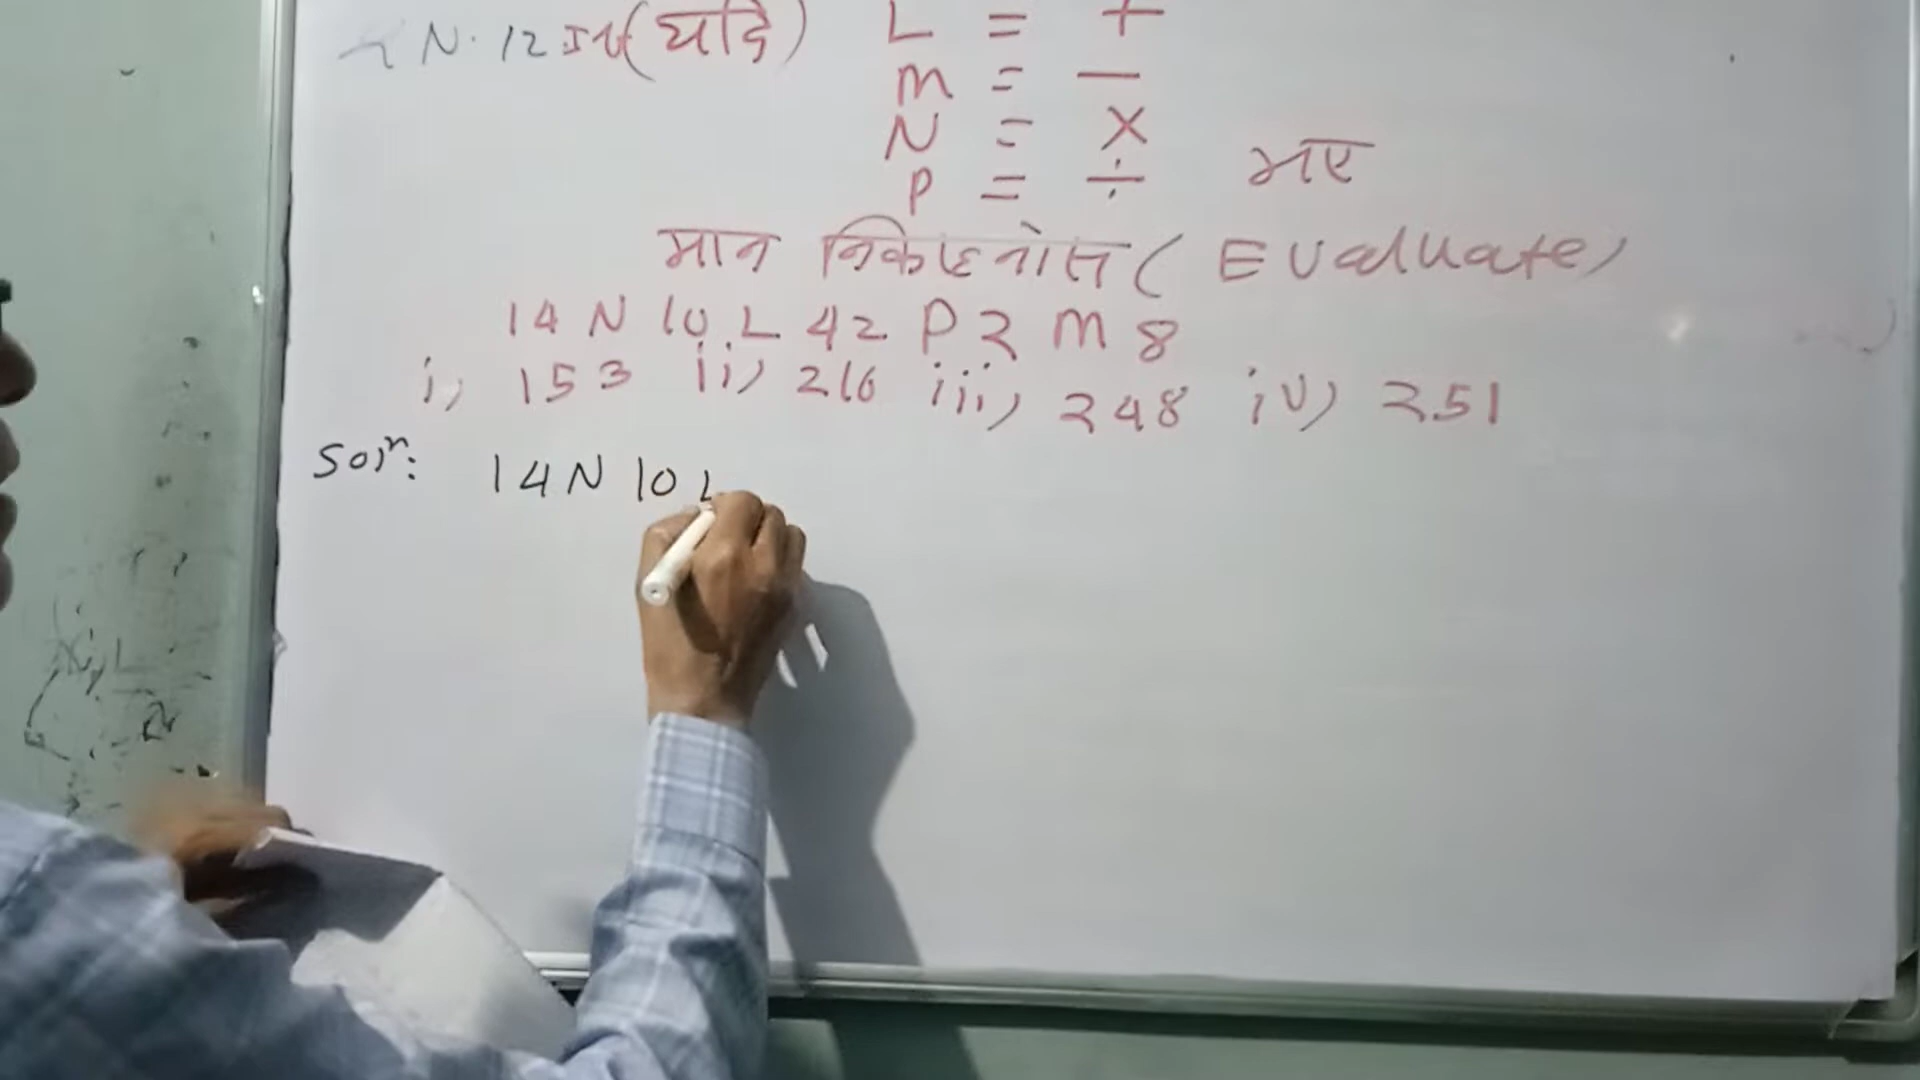 N. 12 If (यदि) L = +
M = —
N = ×
P = ÷ भए
मान निकाल्नोस (Evaluate)
14 N 10 L 42 P 2 M 8
i) 153 ii) 216 iii) 248 iv) 251
Solⁿ: 14 N 10 L